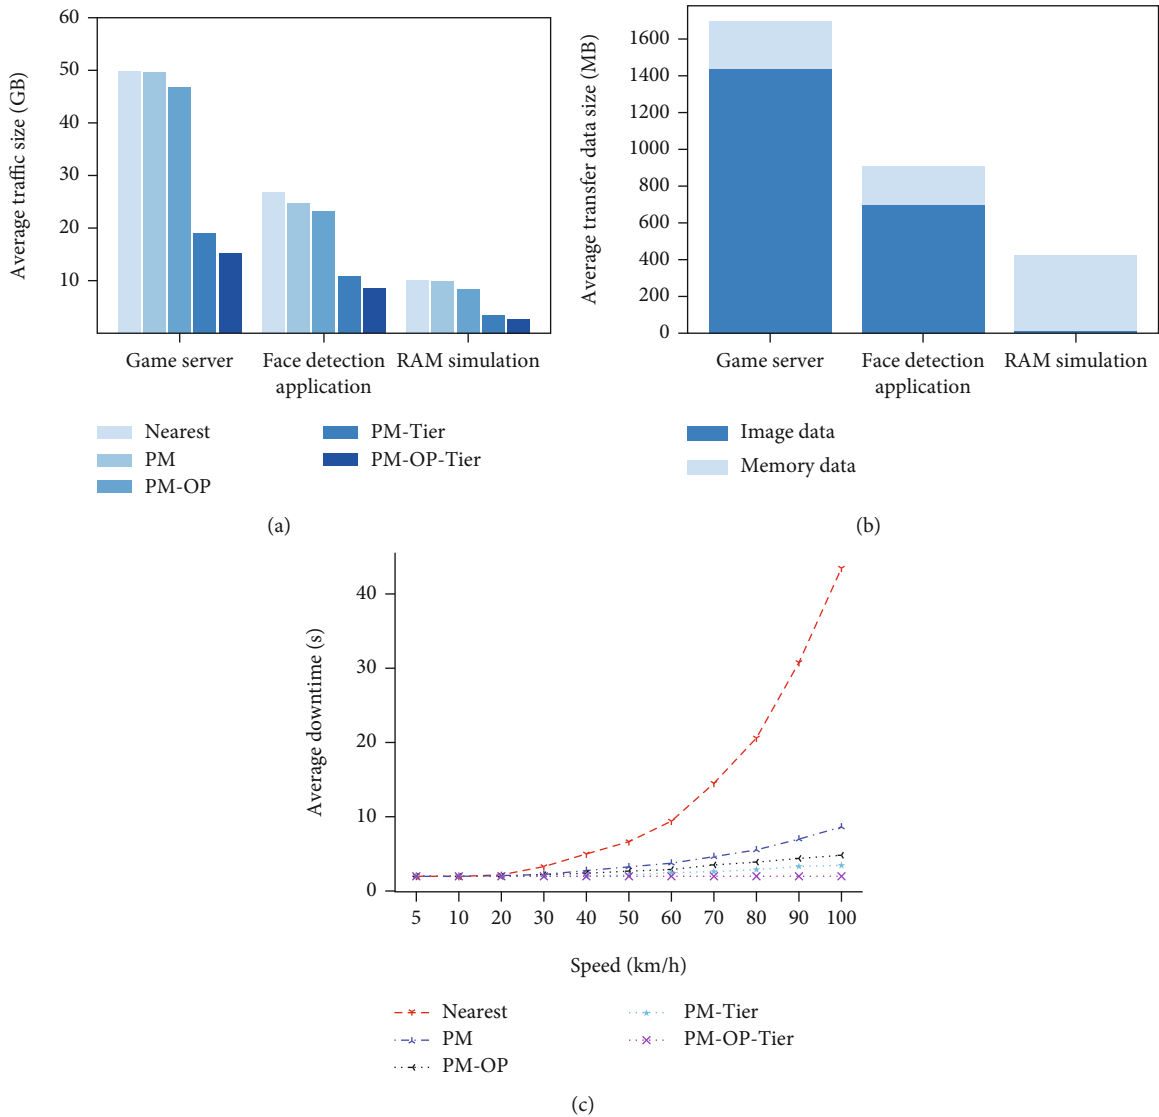 60
50
40
30
20
10
Average traffic size (GB)
Game server
Face detection
application
RAM simulation
Nearest
PM
PM-OP
PM-Tier
PM-OP-Tier
(a)
1600
1400
1200
1000
800
600
400
200
0
Average transfer data size (MB)
Game server
Face detection
application
RAM simulation
Image data
Memory data
(b)
40
30
20
10
0
Average downtime (s)
5 10 20 30 40 50 60 70 80 90 100
Speed (km/h)
Nearest
PM
PM-OP
PM-Tier
PM-OP-Tier
(c)